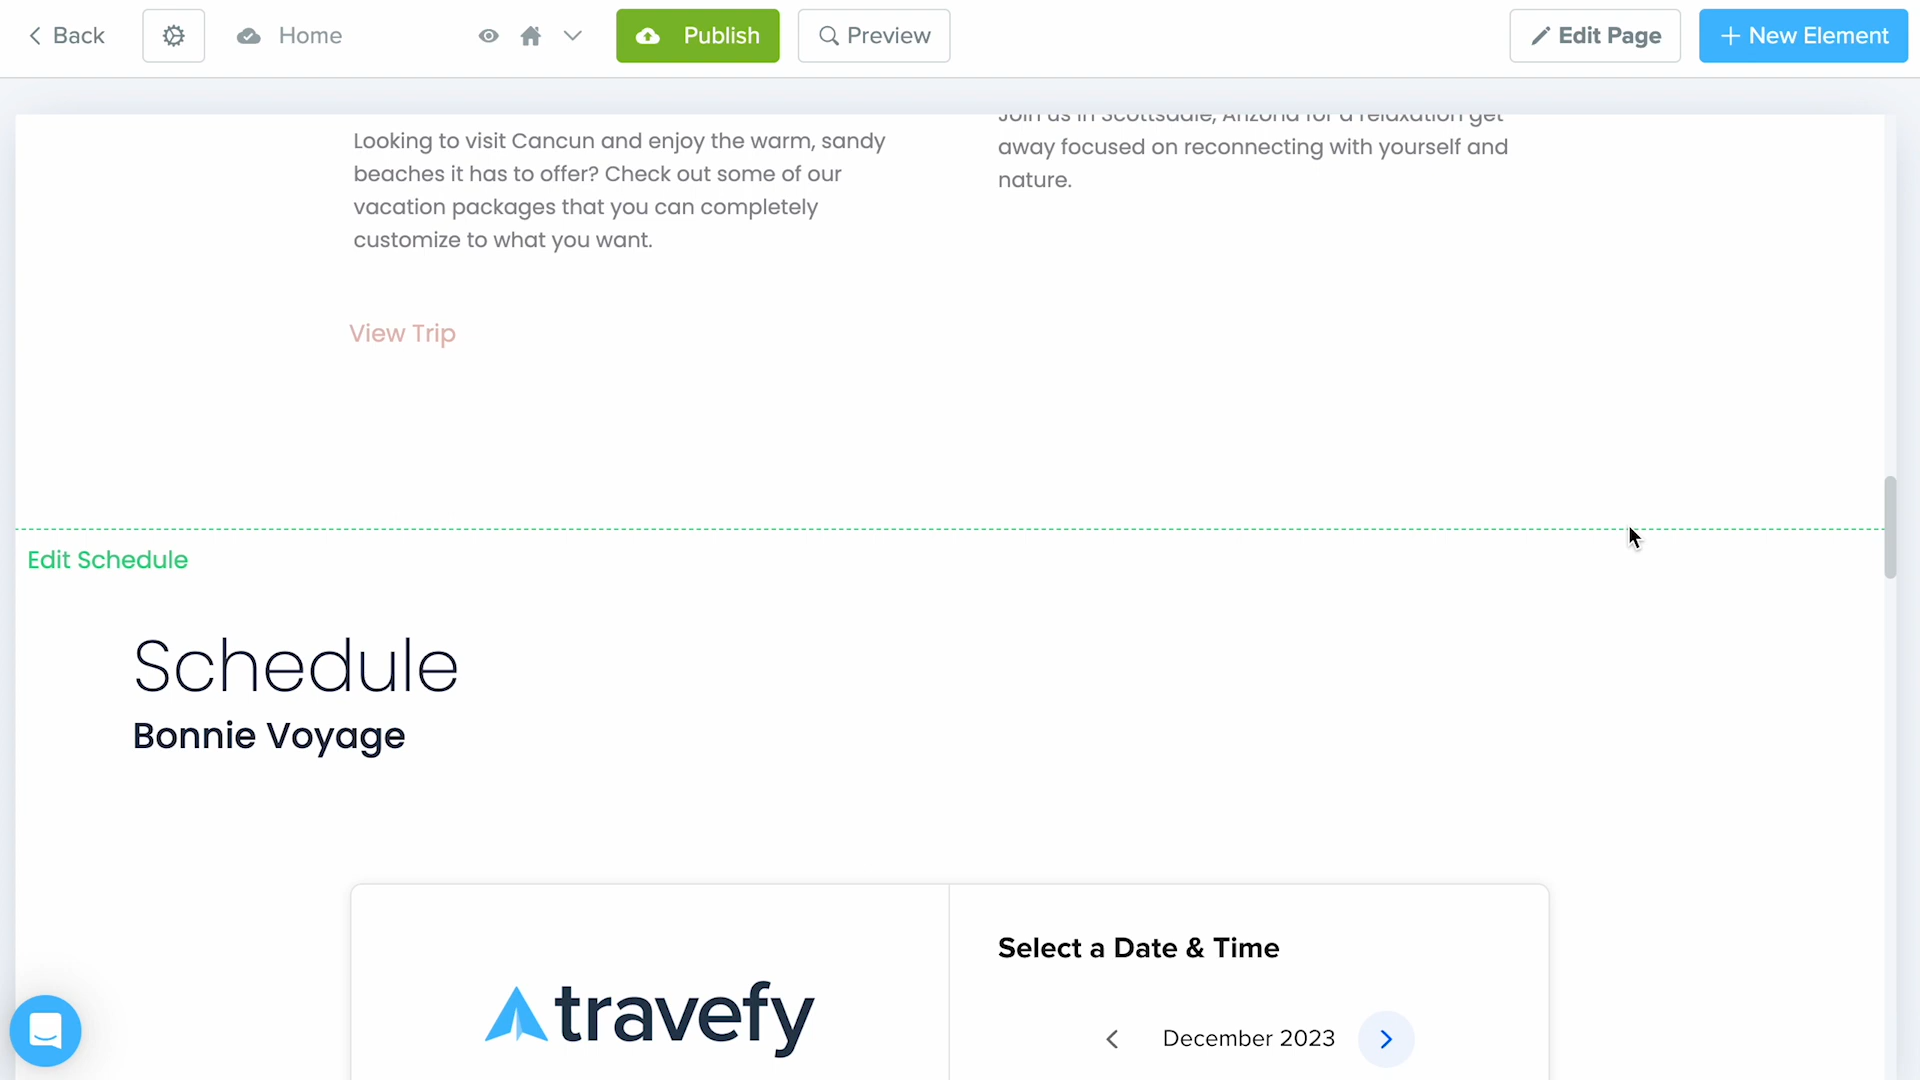 Back
Home
Publish
Preview
Edit Page
New Element
Join us in Scottsdale, Arizona for a relaxation get
away focused on reconnecting with yourself and
nature.
Looking to visit Cancun and enjoy the warm, sandy
beaches it has to offer? Check out some of our
vacation packages that you can completely
customize to what you want.
View Trip
Edit Schedule
Schedule
Bonnie Voyage
travefy
Select a Date & Time
December 2023